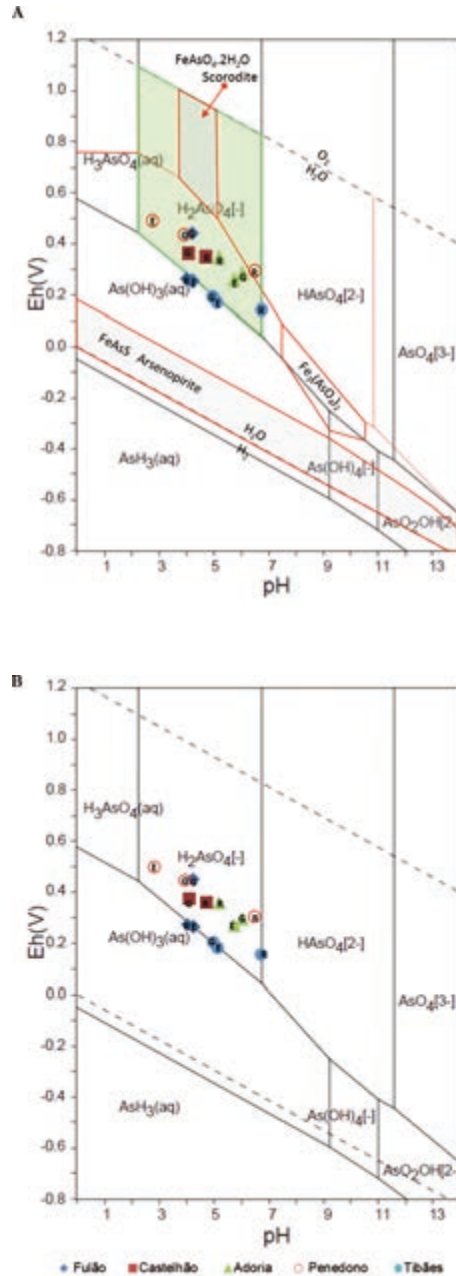 A
1.2
FeAsO4.2H2O
Scorodite
1.0
0.8
O2
H2O
H3AsO4(aq)
0.6
H2AsO4[-]
0.4
Eh(V)
As(OH)3(aq)
HAsO4[2-]
0.2
AsO4[3-]
0.0
FeAsS Arsenopirite
-0.2
H2O
H2
As(OH)4[-]
-0.4
AsH3(aq)
-0.6
AsO2OH[2-
-0.8
1 3 5 7 9 11 13
pH
B
1.2
1.0
0.8
H3AsO4(aq)
0.6
H2AsO4[-]
0.4
Eh(V)
As(OH)3(aq)
HAsO4[2-]
0.2
0.0
AsO4[3-]
-0.2
AsH3(aq)
As(OH)4[-]
-0.4
-0.6
AsO2OH[2-
-0.8
1 3 5 7 9 11 13
pH
Fulão Castelhão Adoria Penedono Tibães